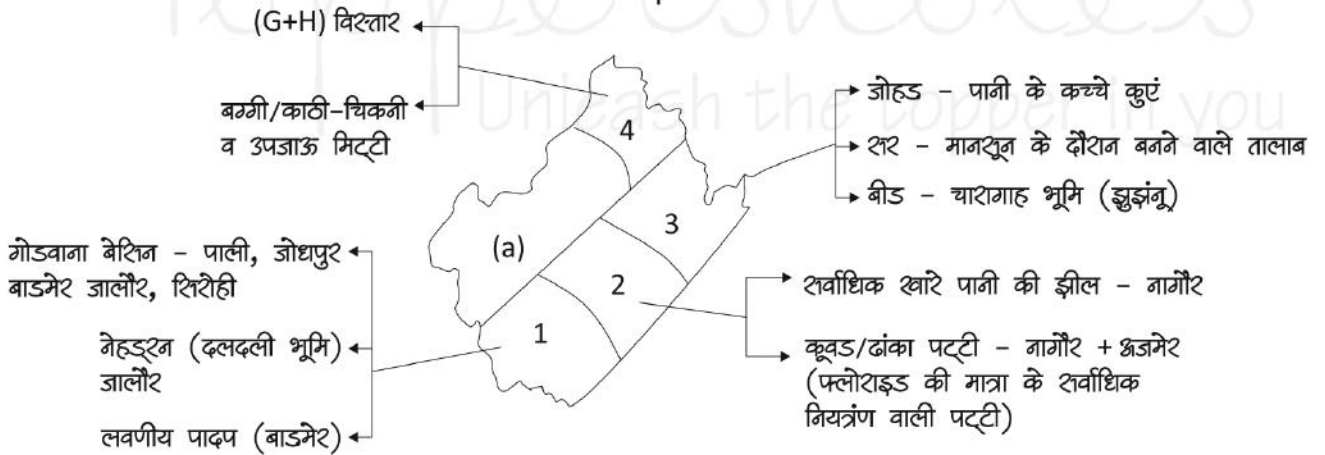 (G+H) विस्तार
बग्गी/काठी-चिकनी
व उपजाऊ मिट्टी
गोडवाना बेसिन – पाली, जोधपुर
बाडमेर जालौर, सिरोही
नेहड्रन (दलदली भूमि)
जालौर
लवणीय पादप (बाडमेर)
4
3
(a)
2
1
जोहड – पानी के कच्चे कुएं
सर – मानसून के दौरान बनने वाले तालाब
बीड – चारागाह भूमि (झुझंनू)
सर्वाधिक खारे पानी की झील – नागौर
कूवड/ढांका पट्टी – नागौर + अजमेर
(फ्लोराइड की मात्रा के सर्वाधिक
नियत्रंण वाली पट्टी)
Unleash the topper in you